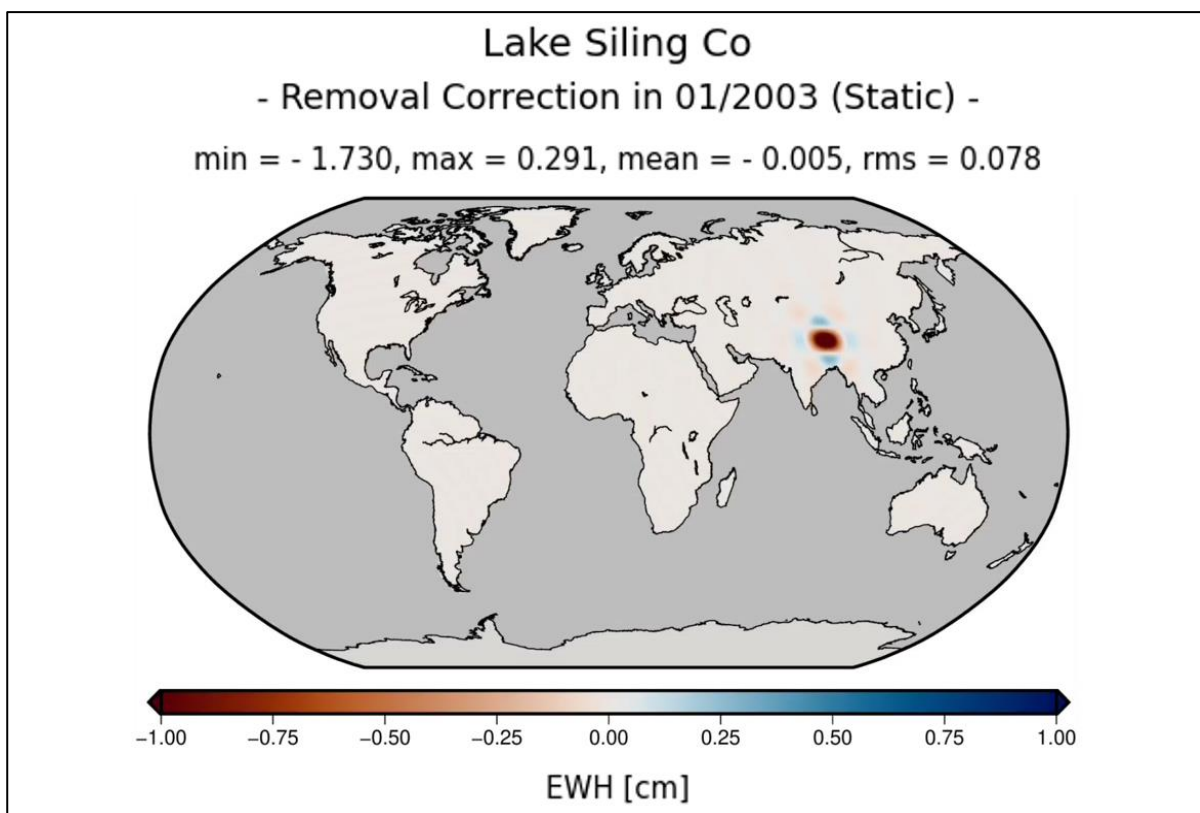 Lake Siling Co
- Removal Correction in 01/2003 (Static) -
min = - 1.730, max = 0.291, mean = - 0.005, rms = 0.078
−1.00 −0.75 −0.50 −0.25 0.00 0.25 0.50 0.75 1.00
EWH [cm]